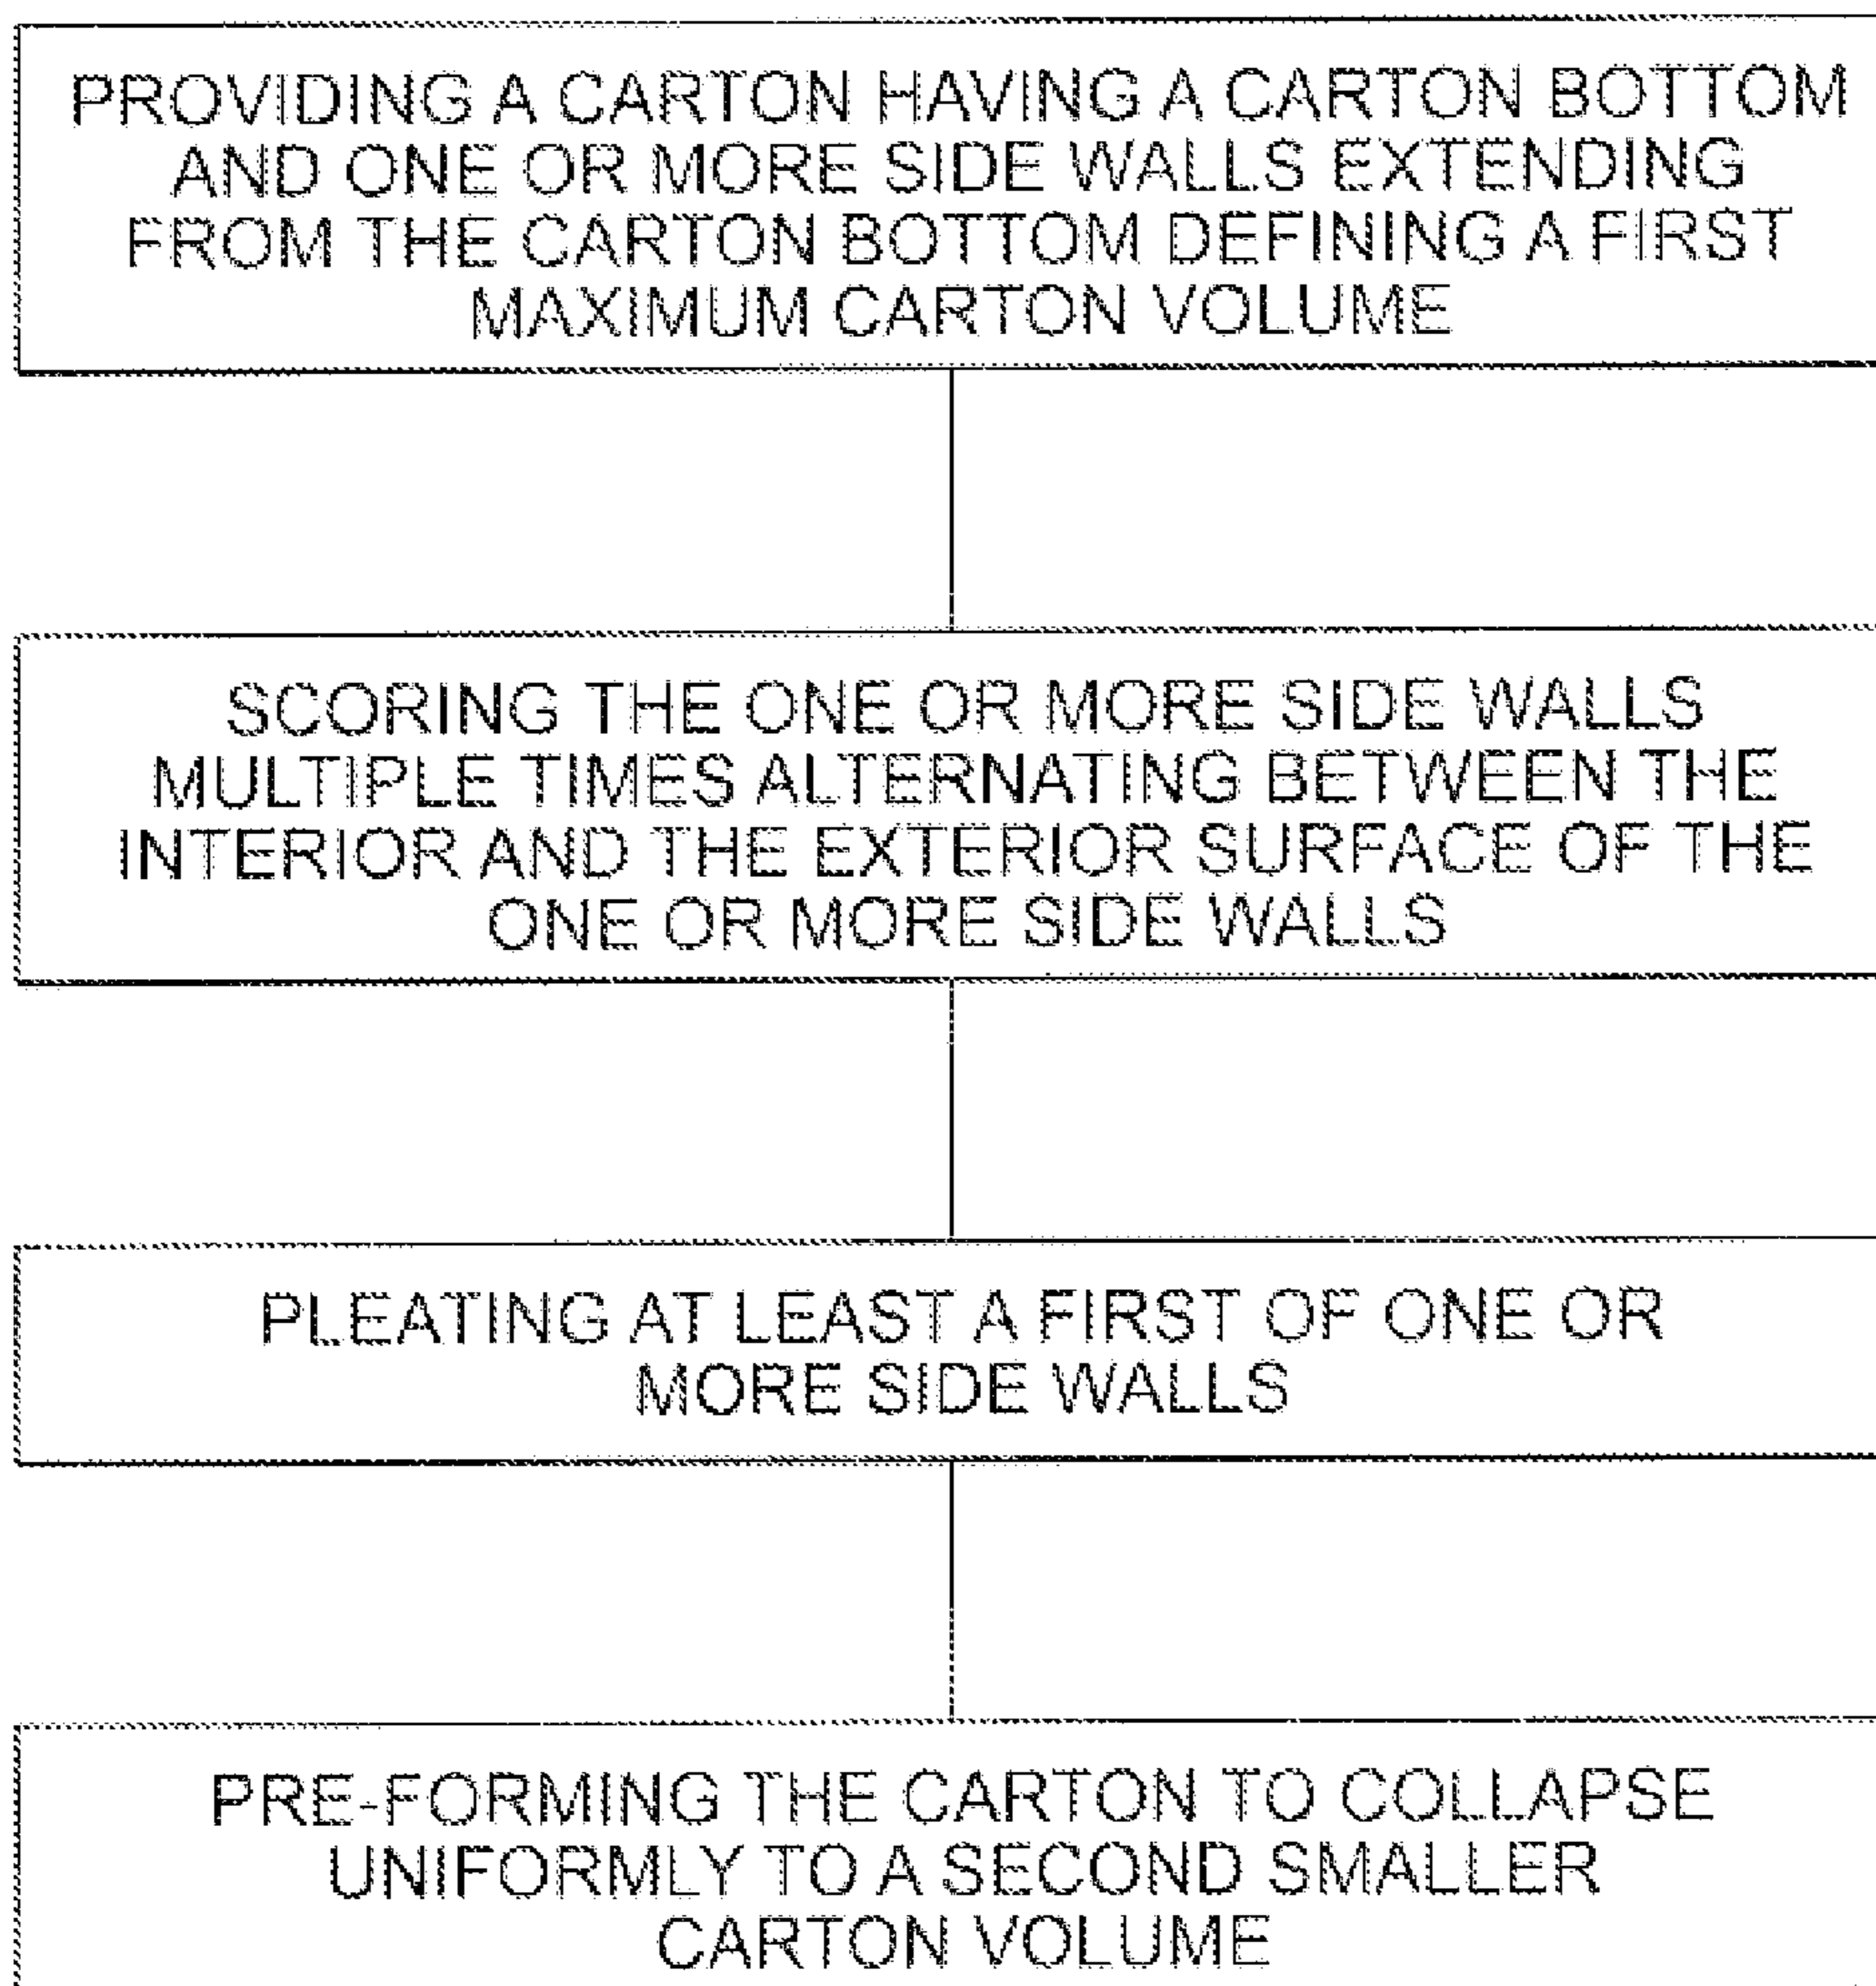 PROVIDING A CARTON HAVING A CARTON BOTTOM
AND ONE OR MORE SIDE WALLS EXTENDING
FROM THE CARTON BOTTOM DEFINING A FIRST
MAXIMUM CARTON VOLUME
SCORING THE ONE OR MORE SIDE WALLS
MULTIPLE TIMES ALTERNATING BETWEEN THE
INTERIOR AND THE EXTERIOR SURFACE OF THE
ONE OR MORE SIDE WALLS
PLEATING AT LEAST A FIRST OF ONE OR
MORE SIDE WALLS
PRE-FORMING THE CARTON TO COLLAPSE
UNIFORMLY TO A SECOND SMALLER
CARTON VOLUME